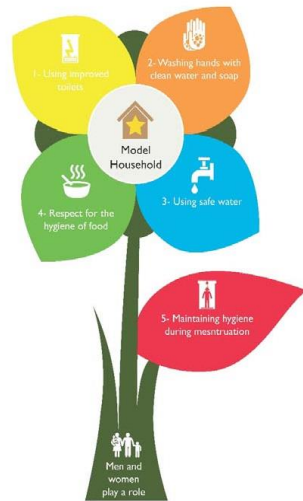 1- Using improved
toilets
2- Washing hands with
clean water and soap
Model
Household
4- Respect for the
hygiene of food
3- Using safe water
5- Maintaining hygiene
during mesntruation
Men and
women
play a role